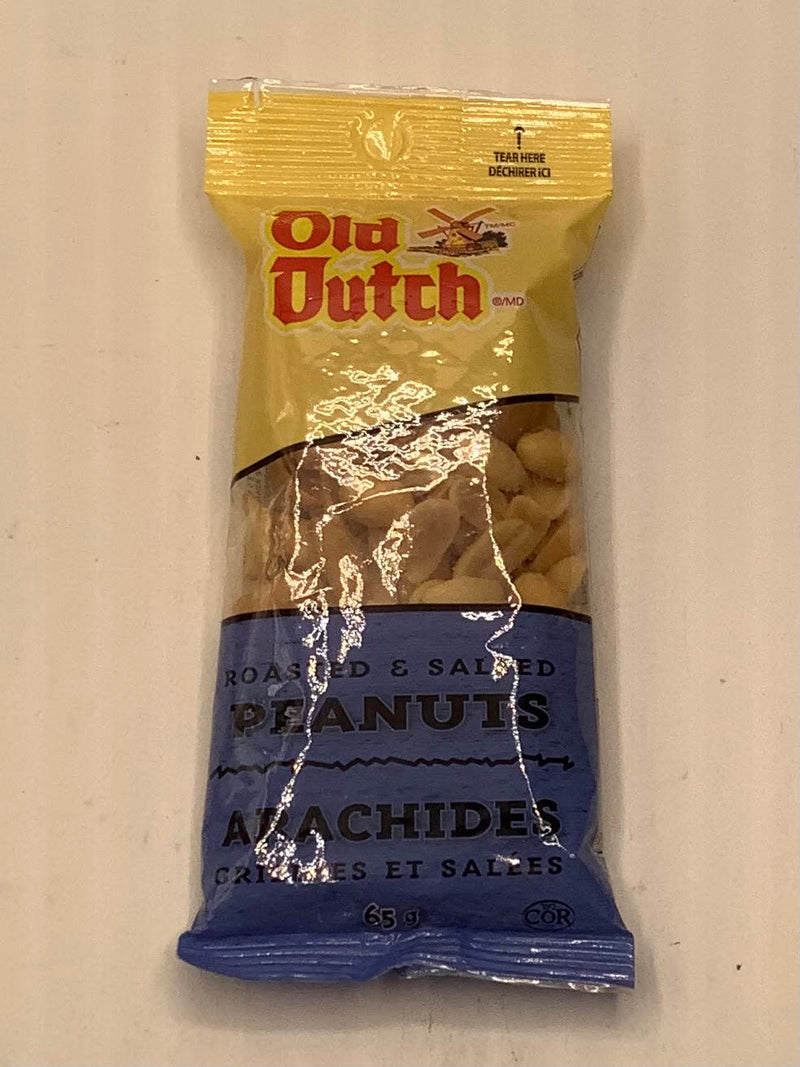 TEAR HERE
DÉCHIRER ICI
Old
TM/MC
Dutch
®/MD
ROASTED & SALTED
PEANUTS
ARACHIDES
GRILLÉES ET SALÉES
65 g
COR